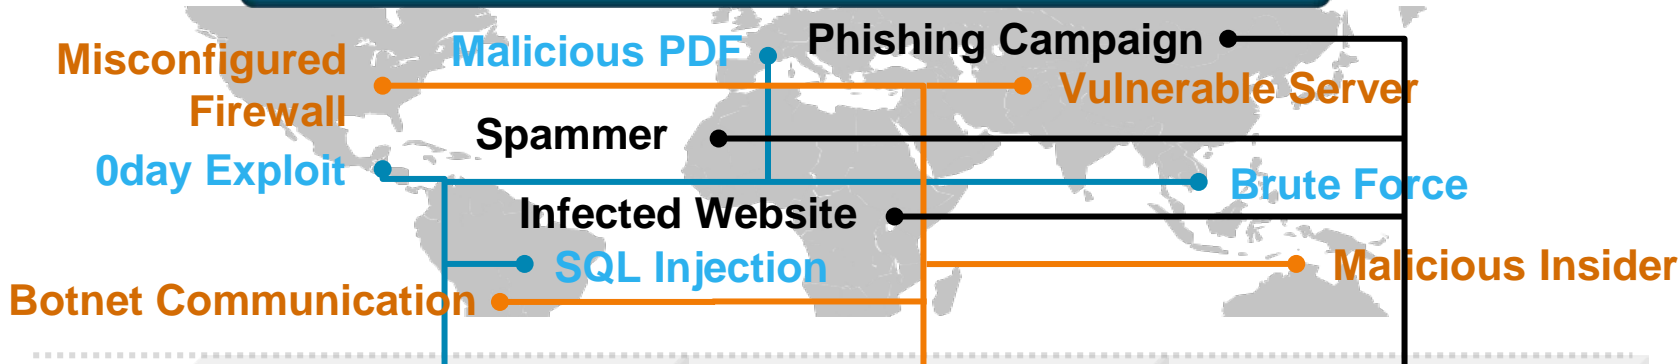 Phishing Campaign
Malicious PDF
Misconfigured
Firewall
Vulnerable Server
Spammer
0day Exploit
Brute Force
Infected Website
SQL Injection
Malicious Insider
Botnet Communication